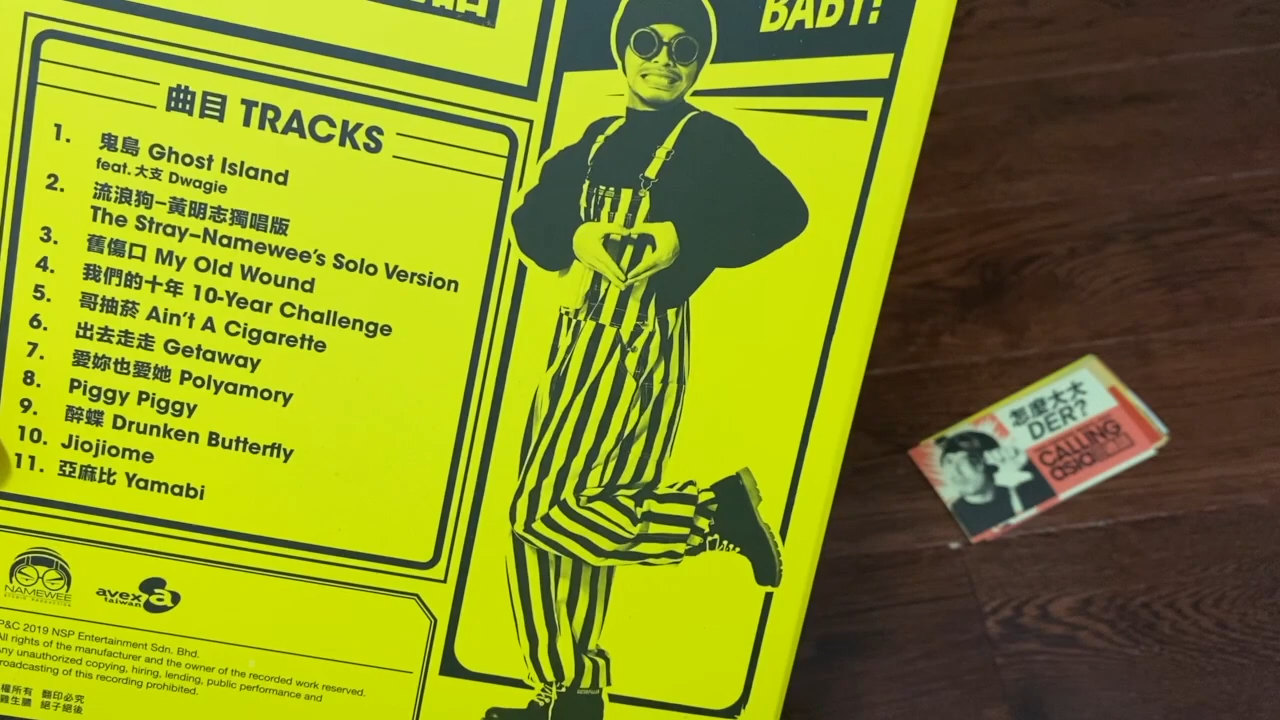 BABY!
曲目 TRACKS
1. 鬼島 Ghost Island
feat. 大支 Dwagie
2. 流浪狗–黃明志獨唱版
The Stray–Namewee's Solo Version
3. 舊傷口 My Old Wound
4. 我們的十年 10-Year Challenge
5. 哥抽菸 Ain't A Cigarette
6. 出去走走 Getaway
7. 愛妳也愛她 Polyamory
8. Piggy Piggy
9. 醉蝶 Drunken Butterfly
10. Jiojiome
11. 亞麻比 Yamabi
NAMEWEE
avex
taiwan
P&C 2019 NSP Entertainment Sdn. Bhd.
All rights of the manufacturer and the owner of the recorded work reserved.
Any unauthorized copying, hiring, lending, public performance and
broadcasting of this recording prohibited.
權所有 翻印必究
雞生鵝 絕子絕後
怎麼大大
DER?
CALLING
asia